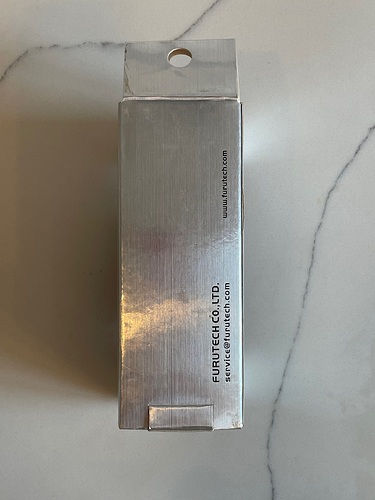 FURUTECH CO.,LTD.
service@furutech.com
www.furutech.com